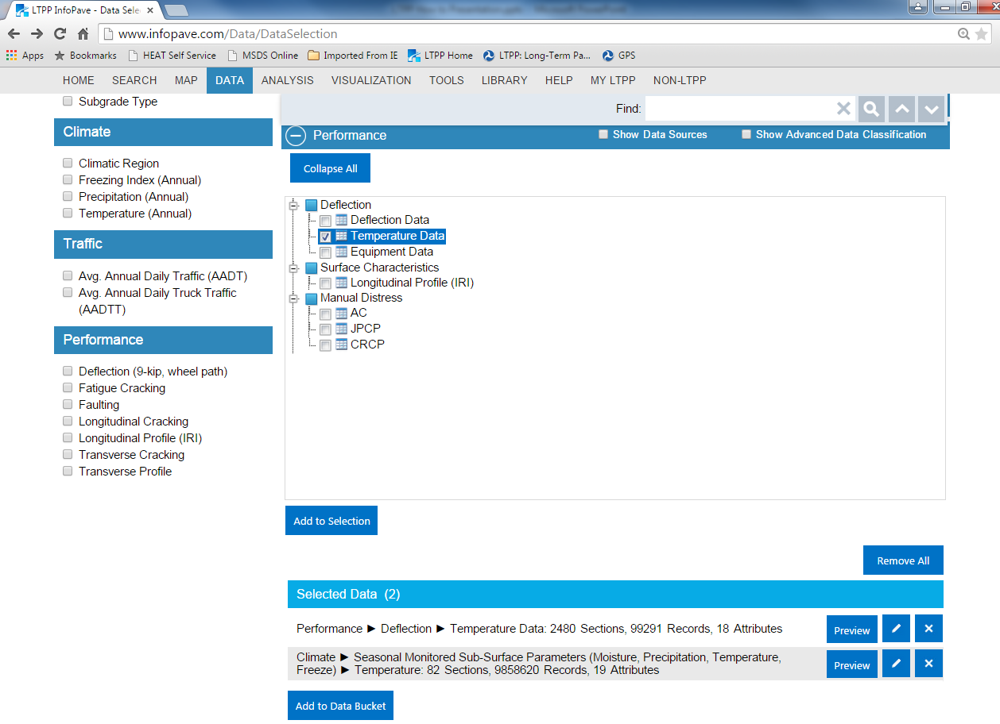 LTPP InfoPave - Data Sele
www.infopave.com/Data/DataSelection
Apps Bookmarks HEAT Self Service MSDS Online Imported From IE LTPP Home LTPP: Long-Term Pa... GPS
HOME SEARCH MAP DATA ANALYSIS VISUALIZATION TOOLS LIBRARY HELP MY LTPP NON-LTPP
Subgrade Type
Climate
Climatic Region
Freezing Index (Annual)
Precipitation (Annual)
Temperature (Annual)
Traffic
Avg. Annual Daily Traffic (AADT)
Avg. Annual Daily Truck Traffic
(AADTT)
Performance
Deflection (9-kip, wheel path)
Fatigue Cracking
Faulting
Longitudinal Cracking
Longitudinal Profile (IRI)
Transverse Cracking
Transverse Profile
Find:
Performance Show Data Sources Show Advanced Data Classification
Collapse All
Deflection
Deflection Data
Temperature Data
Equipment Data
Surface Characteristics
Longitudinal Profile (IRI)
Manual Distress
AC
JPCP
CRCP
Add to Selection
Remove All
Selected Data (2)
Performance ► Deflection ► Temperature Data: 2480 Sections, 99291 Records, 18 Attributes
Preview
Climate ► Seasonal Monitored Sub-Surface Parameters (Moisture, Precipitation, Temperature,
Freeze) ► Temperature: 82 Sections, 9858620 Records, 19 Attributes
Preview
Add to Data Bucket